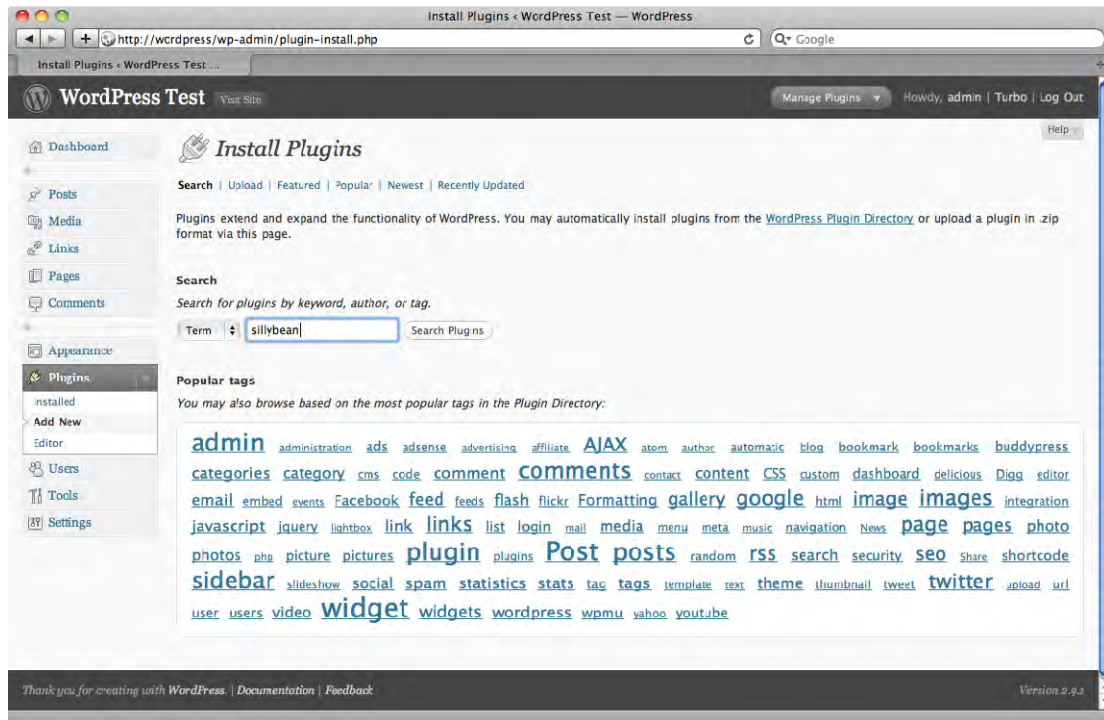 Install Plugins ‹ WordPress Test — WordPress
http://wordpress/wp-admin/plugin-install.php
Google
Install Plugins ‹ WordPress Test ...
WordPress Test Visit Site
Manage Plugins Howdy, admin | Turbo | Log Out
Help
Dashboard
Posts
Media
Links
Pages
Comments
Appearance
Plugins
Installed
Add New
Editor
Users
Tools
Settings
Install Plugins
Search | Upload | Featured | Popular | Newest | Recently Updated
Plugins extend and expand the functionality of WordPress. You may automatically install plugins from the WordPress Plugin Directory or upload a plugin in .zip
format via this page.
Search
Search for plugins by keyword, author, or tag.
Term sillybean Search Plugins
Popular tags
You may also browse based on the most popular tags in the Plugin Directory:
admin administration ads adsense advertising affiliate AJAX atom author automatic blog bookmark bookmarks buddypress
categories category cms code comment comments contact content CSS custom dashboard delicious Digg editor
email embed events Facebook feed feeds flash flickr Formatting gallery google html image images integration
javascript jquery lightbox link links list login mail media menu meta music navigation News page pages photo
photos php picture pictures plugin plugins Post posts random rss search security seo Share shortcode
sidebar slideshow social spam statistics stats tag tags template text theme thumbnail tweet twitter upload url
user users video widget widgets wordpress wpmu yahoo youtube
Thank you for creating with WordPress. | Documentation | Feedback
Version 2.9.1